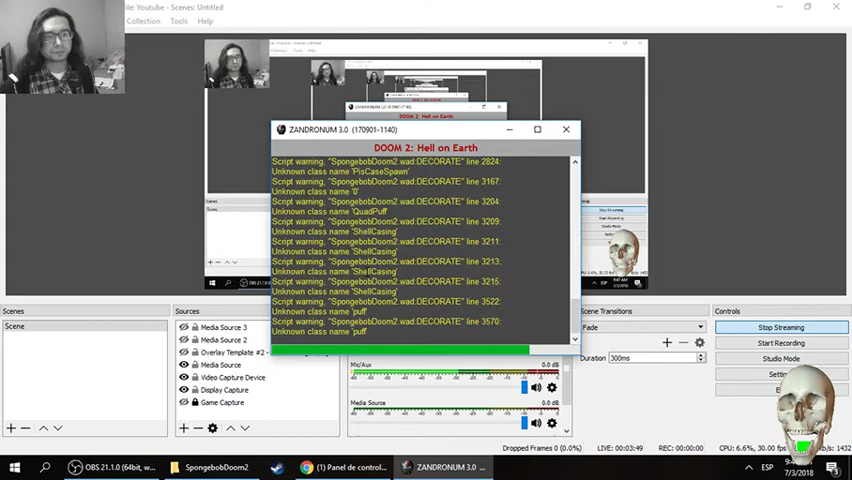 File: Youtube - Scenes: Untitled
Collection Tools Help
ZANDRONUM 3.0 (170901-1140)
DOOM 2: Hell on Earth
DOOM 2: Hell on Earth
Script warning, "SpongebobDoom2.wad:DECORATE" line 2824:
Unknown class name 'PisCaseSpawn'
Script warning, "SpongebobDoom2.wad:DECORATE" line 3167:
Unknown class name '0'
Script warning, "SpongebobDoom2.wad:DECORATE" line 3204:
Unknown class name 'QuadPuff'
Script warning, "SpongebobDoom2.wad:DECORATE" line 3209:
Unknown class name 'ShellCasing'
Script warning, "SpongebobDoom2.wad:DECORATE" line 3211:
Unknown class name 'ShellCasing'
Script warning, "SpongebobDoom2.wad:DECORATE" line 3213:
Unknown class name 'ShellCasing'
Script warning, "SpongebobDoom2.wad:DECORATE" line 3215:
Unknown class name 'ShellCasing'
Script warning, "SpongebobDoom2.wad:DECORATE" line 3522:
Unknown class name 'puff'
Script warning, "SpongebobDoom2.wad:DECORATE" line 3570:
Unknown class name 'puff'
Scenes
Sources
Scene Transitions
Controls
Scene
Media Source 3
Media Source 2
Overlay Template #2 -
Media Source
Video Capture Device
Display Capture
Game Capture
Mic/Aux
0.0 dB
Media Source
0.0 dB
Fade
Duration 300ms
Stop Streaming
Start Recording
Studio Mode
Dropped Frames 0 (0.0%)
LIVE: 00:03:49
REC: 00:00:00
CPU: 6.6%, 30.00 fps
1432
OBS 21.1.0 (64bit, w...
SpongebobDoom2
(1) Panel de control...
ZANDRONUM 3.0 ...
ESP
7/3/2018